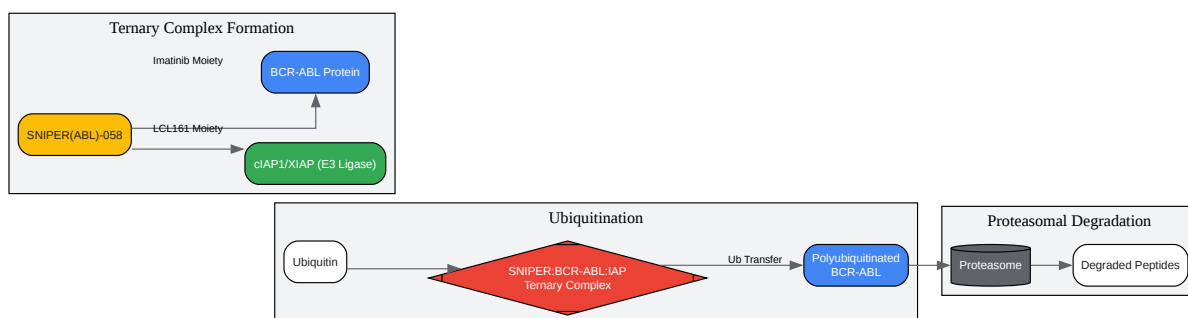 Ternary Complex Formation
Imatinib Moiety
BCR-ABL Protein
SNIPER(ABL)-058
LCL161 Moiety
cIAP1/XIAP (E3 Ligase)
Ubiquitination
Ubiquitin
SNIPER:BCR-ABL:IAP
Ternary Complex
Ub Transfer
Polyubiquitinated
BCR-ABL
Proteasomal Degradation
Proteasome
Degraded Peptides